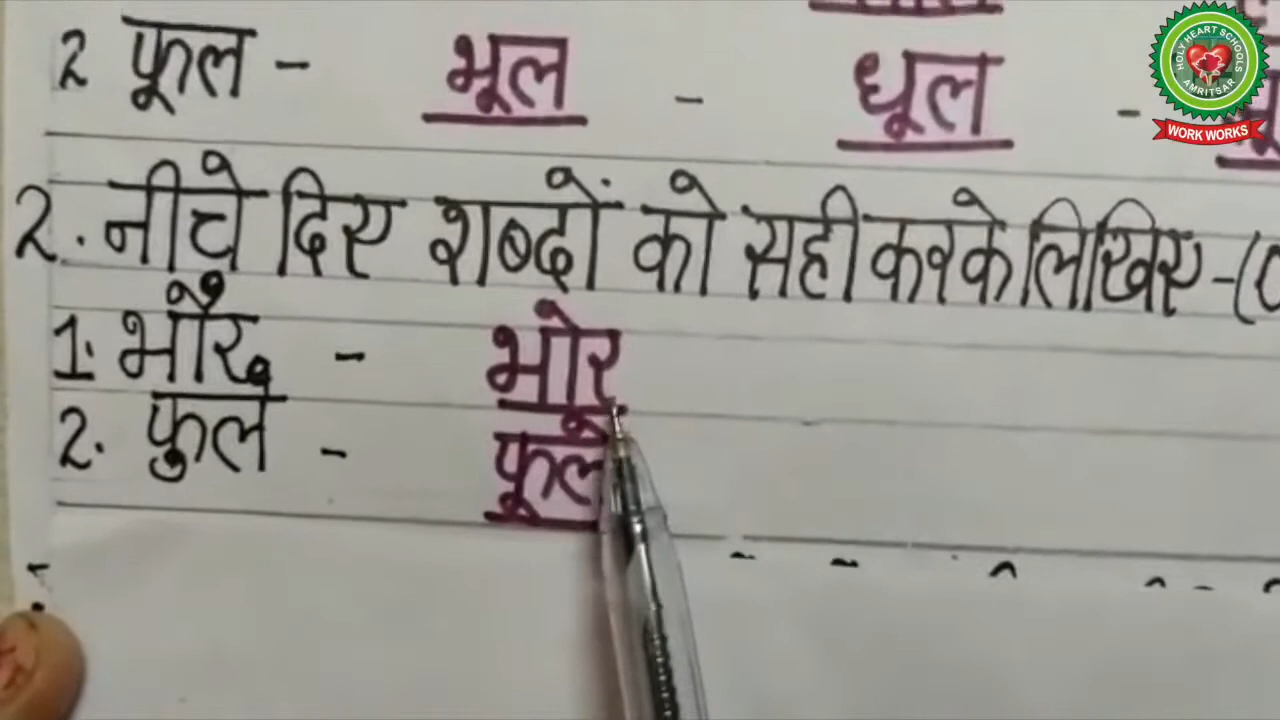 2 फूल - भूल - धूल -
2. नीचे दिए शब्दों को सही करके लिखिए-(
1. भौर - भोर
2. फुल - फूल
HOLY HEART SCHOOLS
AMRITSAR
WORK WORKS